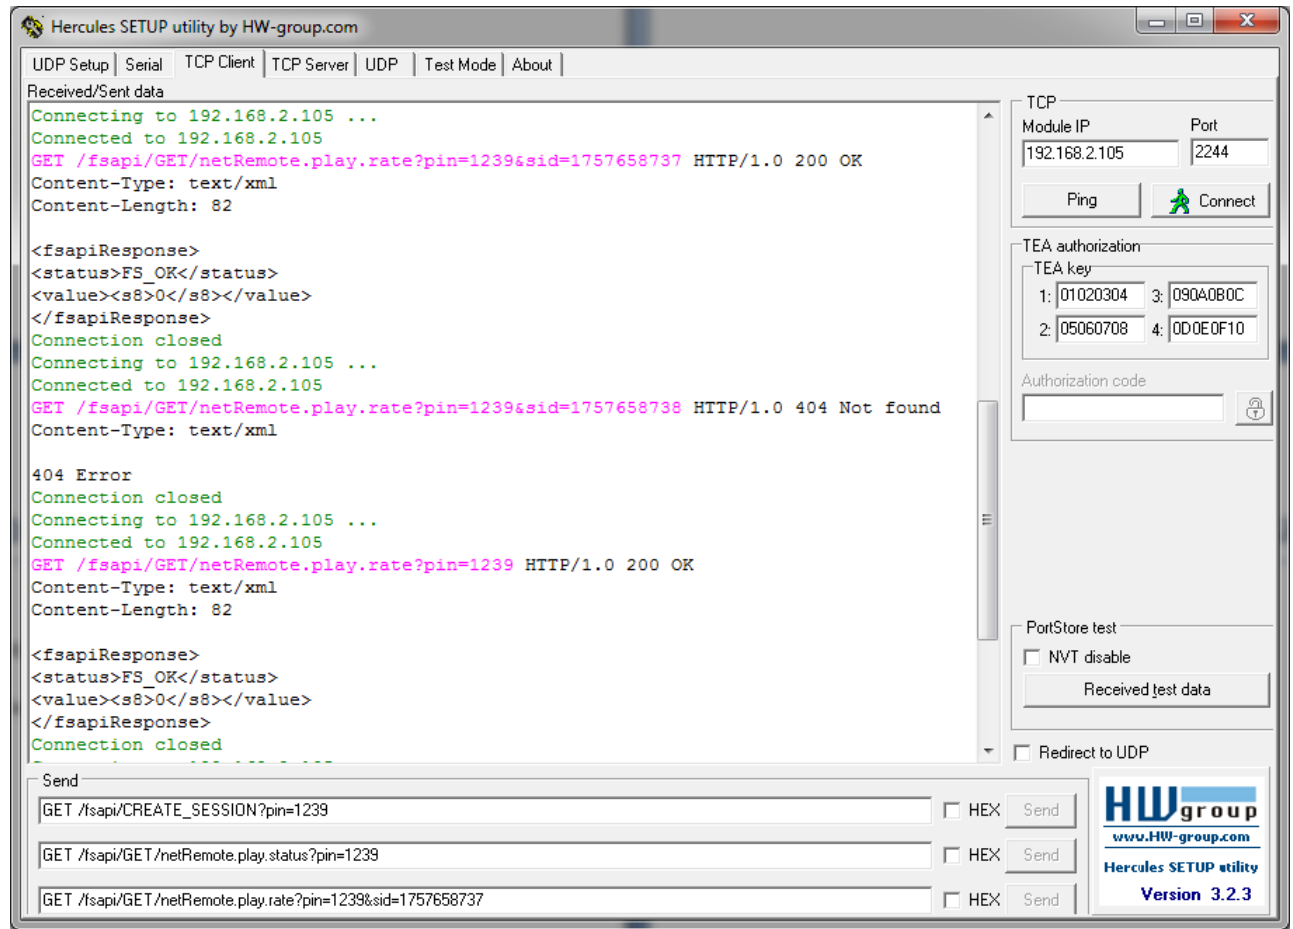 Hercules SETUP utility by HW-group.com
UDP Setup Serial TCP Client TCP Server UDP Test Mode About
Received/Sent data
Connecting to 192.168.2.105 ...
Connected to 192.168.2.105
GET /fsapi/GET/netRemote.play.rate?pin=1239&sid=1757658737 HTTP/1.0 200 OK
Content-Type: text/xml
Content-Length: 82
<fsapiResponse>
<status>FS_OK</status>
<value><s8>0</s8></value>
</fsapiResponse>
Connection closed
Connecting to 192.168.2.105 ...
Connected to 192.168.2.105
GET /fsapi/GET/netRemote.play.rate?pin=1239&sid=1757658738 HTTP/1.0 404 Not found
Content-Type: text/xml
404 Error
Connection closed
Connecting to 192.168.2.105 ...
Connected to 192.168.2.105
GET /fsapi/GET/netRemote.play.rate?pin=1239 HTTP/1.0 200 OK
Content-Type: text/xml
Content-Length: 82
<fsapiResponse>
<status>FS_OK</status>
<value><s8>0</s8></value>
</fsapiResponse>
Connection closed
TCP
Module IP Port
192.168.2.105 2244
Ping Connect
TEA authorization
TEA key
1: 01020304 3: 090A0B0C
2: 05060708 4: 0D0E0F10
Authorization code
PortStore test
NVT disable
Received test data
Redirect to UDP
Send
GET /fsapi/CREATE_SESSION?pin=1239 HEX Send
GET /fsapi/GET/netRemote.play.status?pin=1239 HEX Send
GET /fsapi/GET/netRemote.play.rate?pin=1239&sid=1757658737 HEX Send
HW group
www.HW-group.com
Hercules SETUP utility
Version 3.2.3